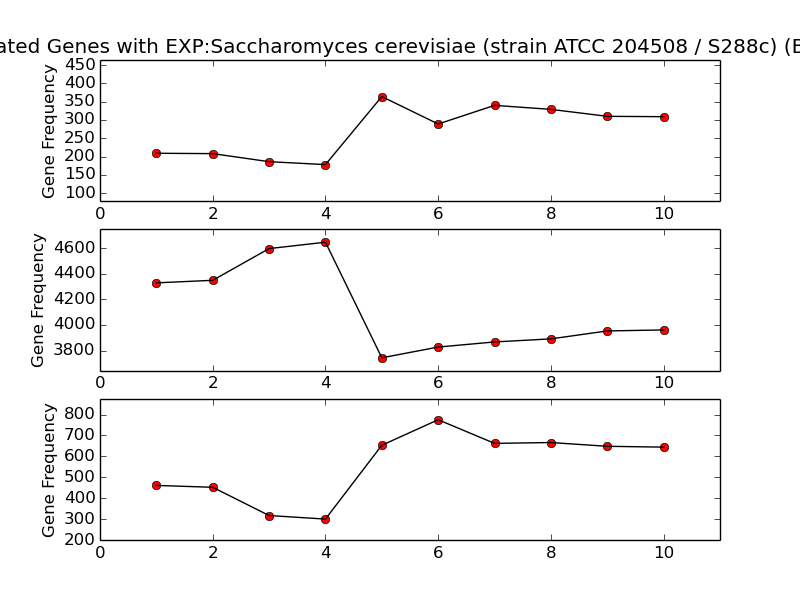 ated Genes with EXP:Saccharomyces cerevisiae (strain ATCC 204508 / S288c) (B
450
400
350
300
250
200
150
100
Gene Frequency
0 2 4 6 8 10
4600
4400
4200
4000
3800
Gene Frequency
0 2 4 6 8 10
800
700
600
500
400
300
200
Gene Frequency
0 2 4 6 8 10